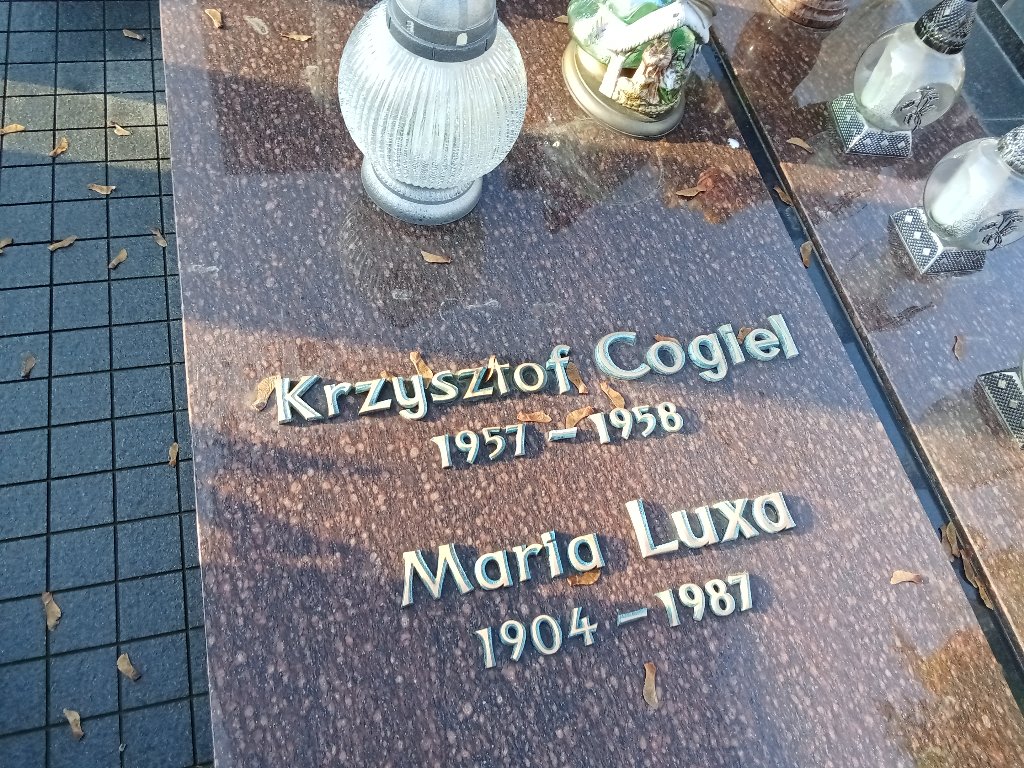 Krzysztof Cogiel
1957 – 1958
Maria Luxa
1904 – 1987